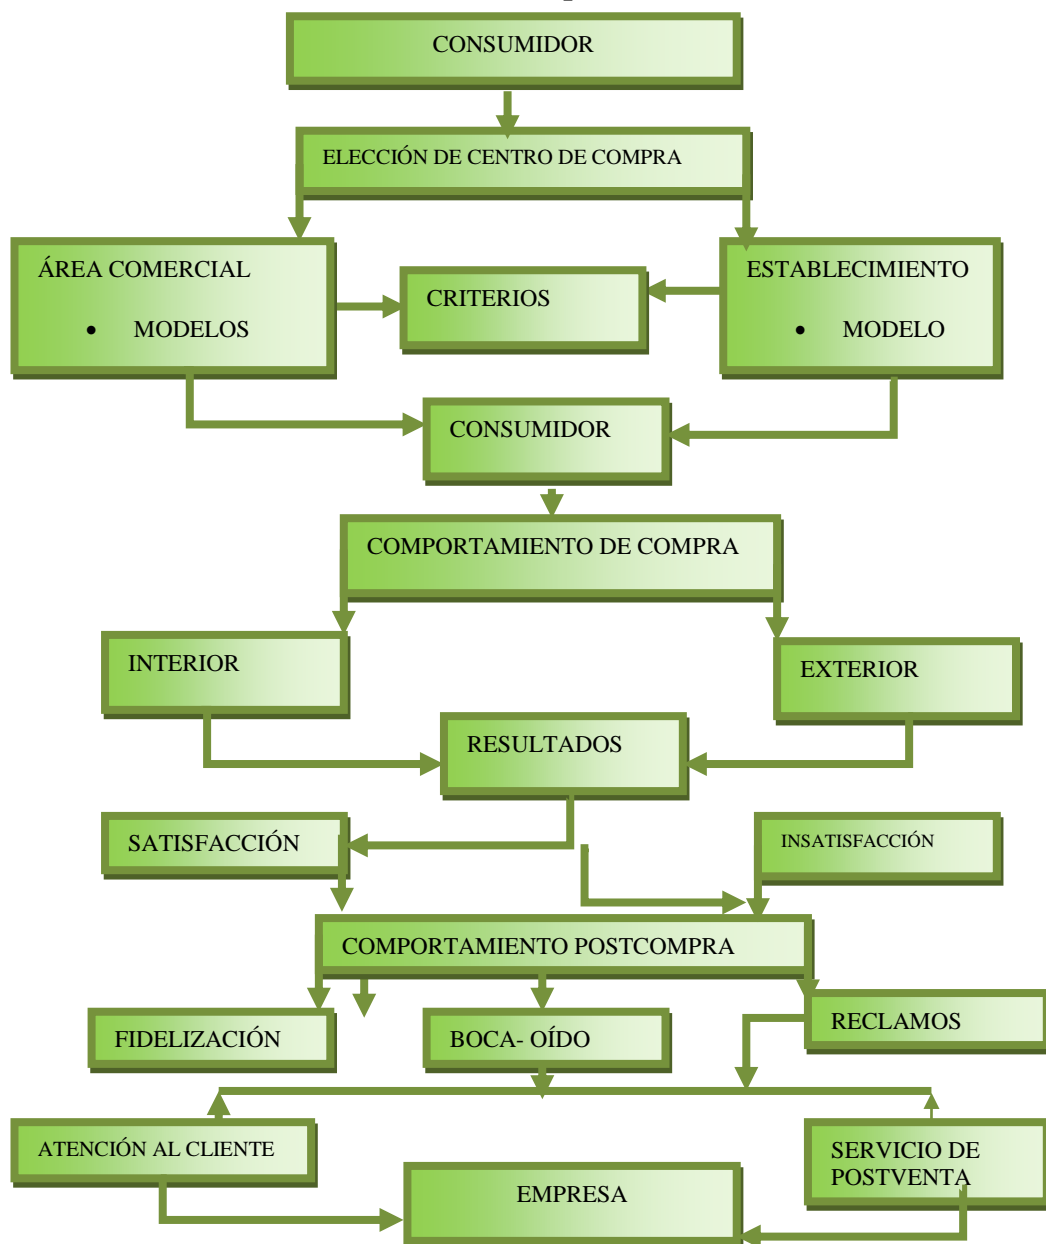 CONSUMIDOR
ELECCIÓN DE CENTRO DE COMPRA
ÁREA COMERCIAL
• MODELOS
CRITERIOS
ESTABLECIMIENTO
• MODELO
CONSUMIDOR
COMPORTAMIENTO DE COMPRA
INTERIOR
EXTERIOR
RESULTADOS
SATISFACCIÓN
INSATISFACCIÓN
COMPORTAMIENTO POSTCOMPRA
FIDELIZACIÓN
BOCA- OÍDO
RECLAMOS
ATENCIÓN AL CLIENTE
SERVICIO DE
POSTVENTA
EMPRESA